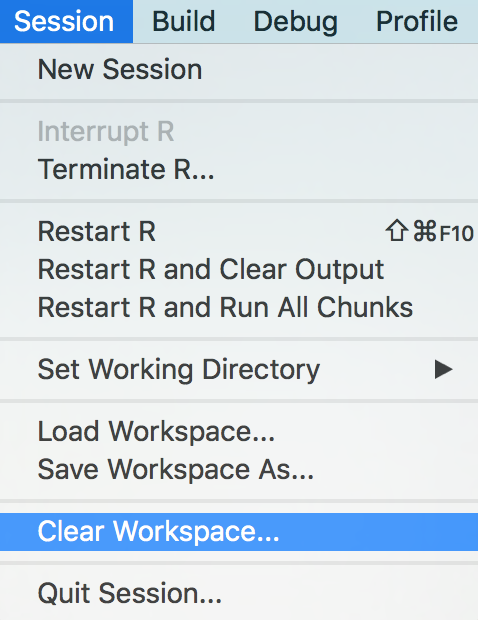 Session Build Debug Profile
New Session
Interrupt R
Terminate R...
Restart R ⇧⌘F10
Restart R and Clear Output
Restart R and Run All Chunks
Set Working Directory ▶
Load Workspace...
Save Workspace As...
Clear Workspace...
Quit Session...